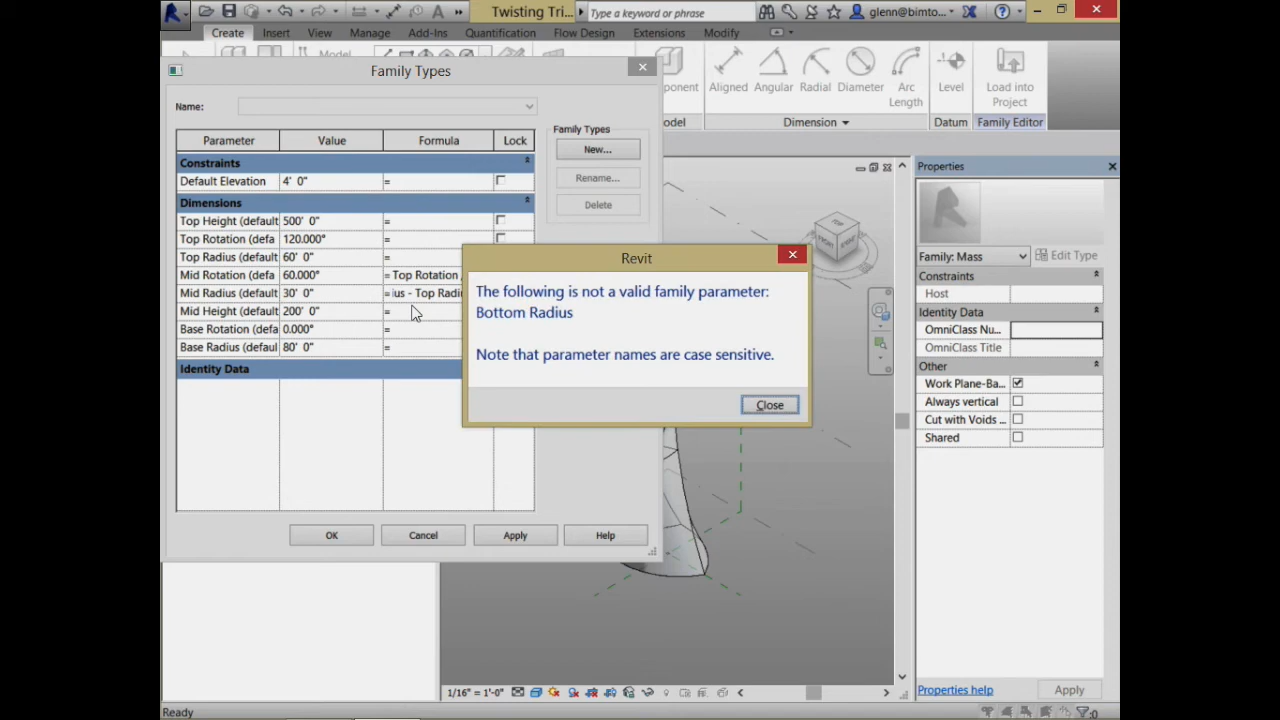 Twisting Tri...
Type a keyword or phrase
glenn@bimto...
Create
Insert
View
Manage
Add-Ins
Quantification
Flow Design
Extensions
Modify
Model
Aligned
Angular
Radial
Diameter
Arc
Length
Level
Load into
Project
Dimension
Datum
Family Editor
Family Types
Name:
Parameter Value Formula Lock
Constraints
Default Elevation 4' 0" =
Dimensions
Top Height (default 500' 0" =
Top Rotation (defa 120.000° =
Top Radius (default 60' 0" =
Mid Rotation (defa 60.000° = Top Rotation
Mid Radius (default 30' 0" = ius - Top Radi
Mid Height (default 200' 0" =
Base Rotation (defa 0.000° =
Base Radius (defaul 80' 0" =
Identity Data
Family Types
New...
Rename...
Delete
OK
Cancel
Apply
Help
Revit
The following is not a valid family parameter:
Bottom Radius
Note that parameter names are case sensitive.
Close
TOP
Properties
Family: Mass
Edit Type
Constraints
Host
Identity Data
OmniClass Nu...
OmniClass Title
Other
Work Plane-Ba...
Always vertical
Cut with Voids ...
Shared
Properties help
Apply
1/16" = 1'-0"
Ready
:0